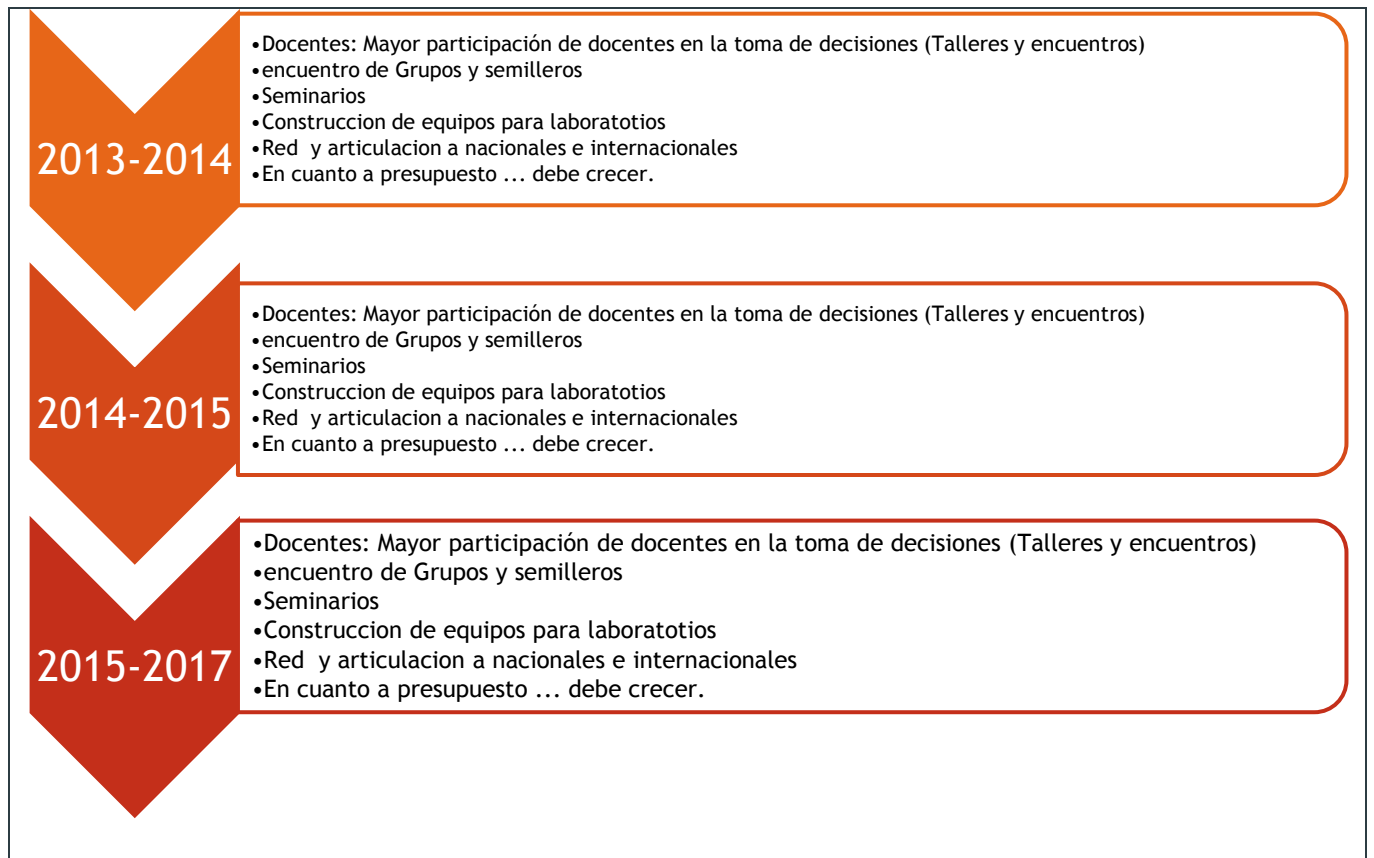 2013-2014
•Docentes: Mayor participación de docentes en la toma de decisiones (Talleres y encuentros)
•encuentro de Grupos y semilleros
•Seminarios
•Construccion de equipos para laboratotios
•Red  y articulacion a nacionales e internacionales
•En cuanto a presupuesto ... debe crecer.
2014-2015
•Docentes: Mayor participación de docentes en la toma de decisiones (Talleres y encuentros)
•encuentro de Grupos y semilleros
•Seminarios
•Construccion de equipos para laboratotios
•Red  y articulacion a nacionales e internacionales
•En cuanto a presupuesto ... debe crecer.
2015-2017
•Docentes: Mayor participación de docentes en la toma de decisiones (Talleres y encuentros)
•encuentro de Grupos y semilleros
•Seminarios
•Construccion de equipos para laboratotios
•Red  y articulacion a nacionales e internacionales
•En cuanto a presupuesto ... debe crecer.